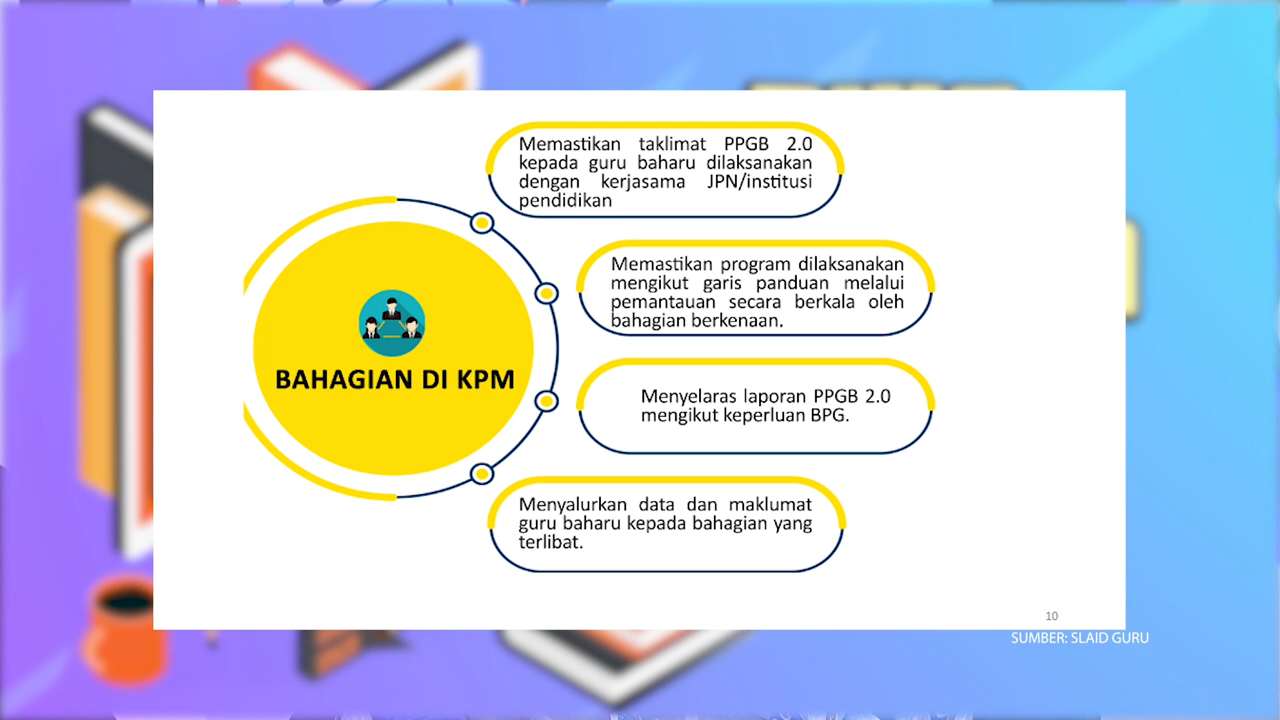 Memastikan taklimat PPGB 2.0
kepada guru baharu dilaksanakan
dengan kerjasama JPN/institusi
pendidikan
Memastikan program dilaksanakan
mengikut garis panduan melalui
pemantauan secara berkala oleh
bahagian berkenaan.
BAHAGIAN DI KPM
Menyelaras laporan PPGB 2.0
mengikut keperluan BPG.
Menyalurkan data dan maklumat
guru baharu kepada bahagian yang
terlibat.
10
SUMBER: SLAID GURU